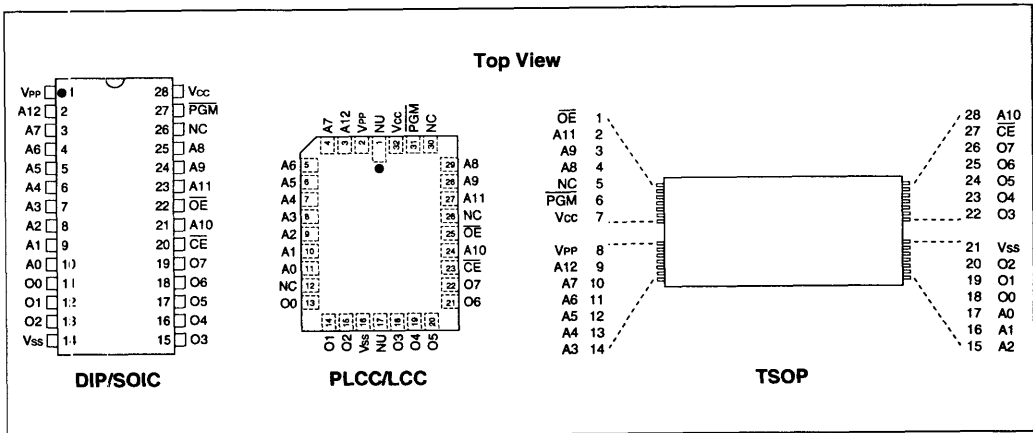 Top View
VPP 1 28 VCC
A12 2 27 PGM
A7 3 26 NC
A6 4 25 A8
A5 5 24 A9
A4 6 23 A11
A3 7 22 OE
A2 8 21 A10
A1 9 20 CE
A0 10 19 O7
O0 11 18 O6
O1 12 17 O5
O2 13 16 O4
VSS 14 15 O3
DIP/SOIC
A7 A12 VPP NU VCC PGM NC
4 3 2 1 32 31 30
A6 5 29 A8
A5 6 28 A9
A4 7 27 A11
A3 8 26 NC
A2 9 25 OE
A1 10 24 A10
A0 11 23 CE
NC 12 22 O7
O0 13 21 O6
14 15 16 17 18 19 20
O1 O2 VSS NU O3 O4 O5
PLCC/LCC
OE 1
A11 2
A9 3
A8 4
NC 5
PGM 6
VCC 7
VPP 8
A12 9
A7 10
A6 11
A5 12
A4 13
A3 14
28 A10
27 CE
26 O7
25 O6
24 O5
23 O4
22 O3
21 VSS
20 O2
19 O1
18 O0
17 A0
16 A1
15 A2
TSOP